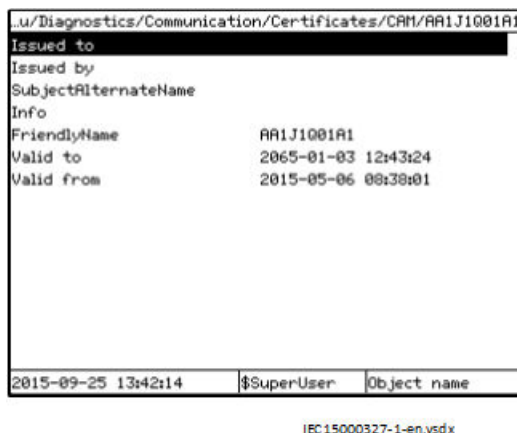 …u/Diagnostics/Communication/Certificates/CAM/AA1J1Q01A1
Issued to
Issued by
SubjectAlternateName
Info
FriendlyName AA1J1Q01A1
Valid to 2065-01-03 12:43:24
Valid from 2015-05-06 08:38:01
2015-09-25 13:42:14 $SuperUser Object name
IEC15000327-1-en.vsdx